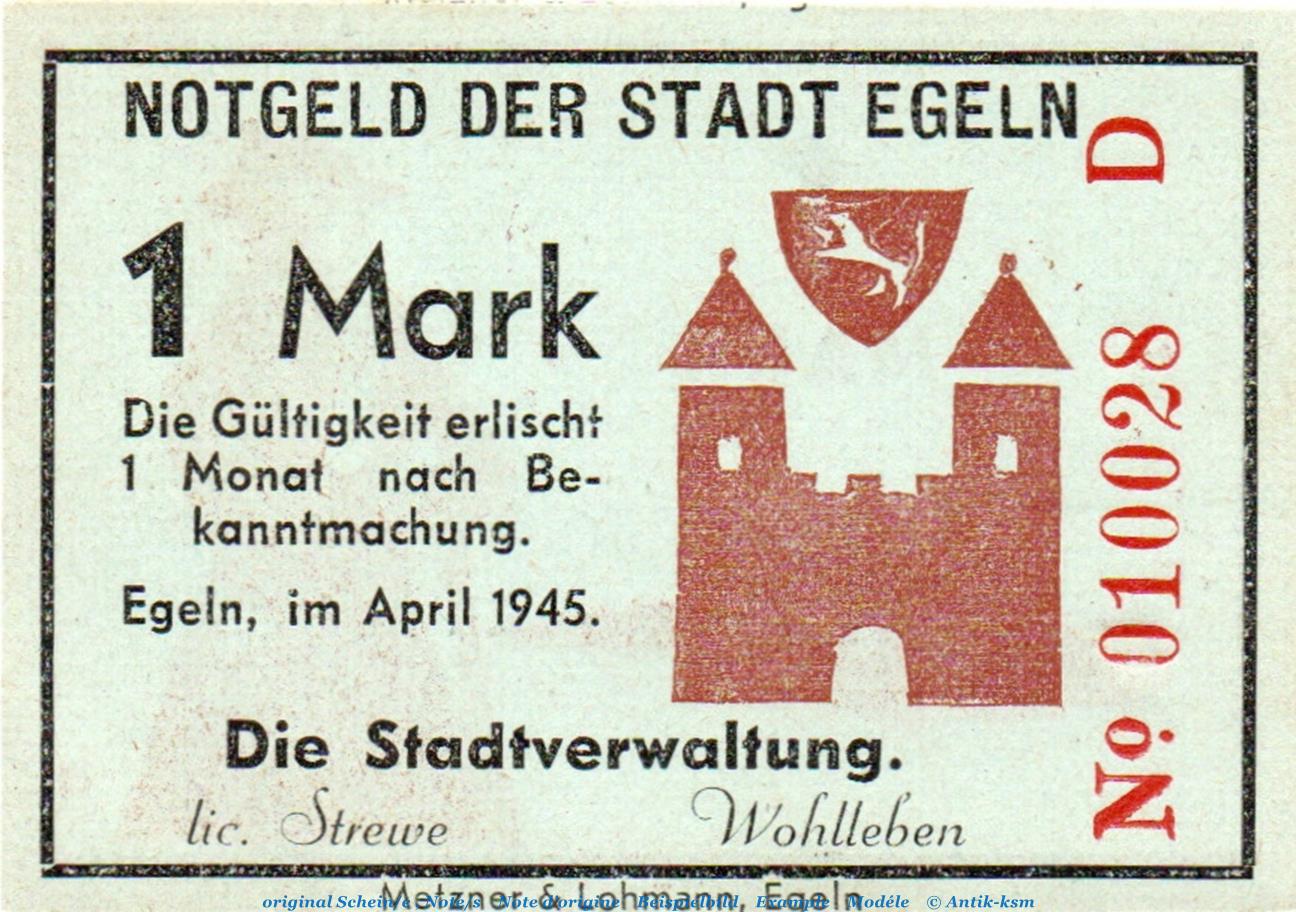 NOTGELD DER STADT EGELN
D
1 Mark
Die Gültigkeit erlischt
1 Monat nach Be-
kanntmachung.
Egeln, im April 1945.
No 010028
Die Stadtverwaltung.
lic. Strewe Wohlleben
Metzner & Lohmann, Egeln
original Schein/e Note/s Note d'origine Beispielbild Example Modéle © Antik-ksm